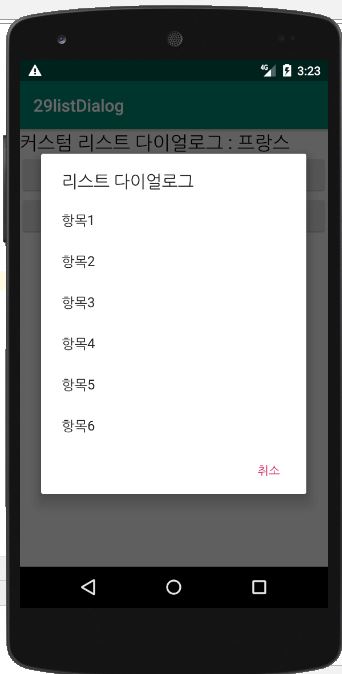 4G 3:23
29listDialog
커스텀 리스트 다이얼로그 : 프랑스
리스트 다이얼로그
항목1
항목2
항목3
항목4
항목5
항목6
취소